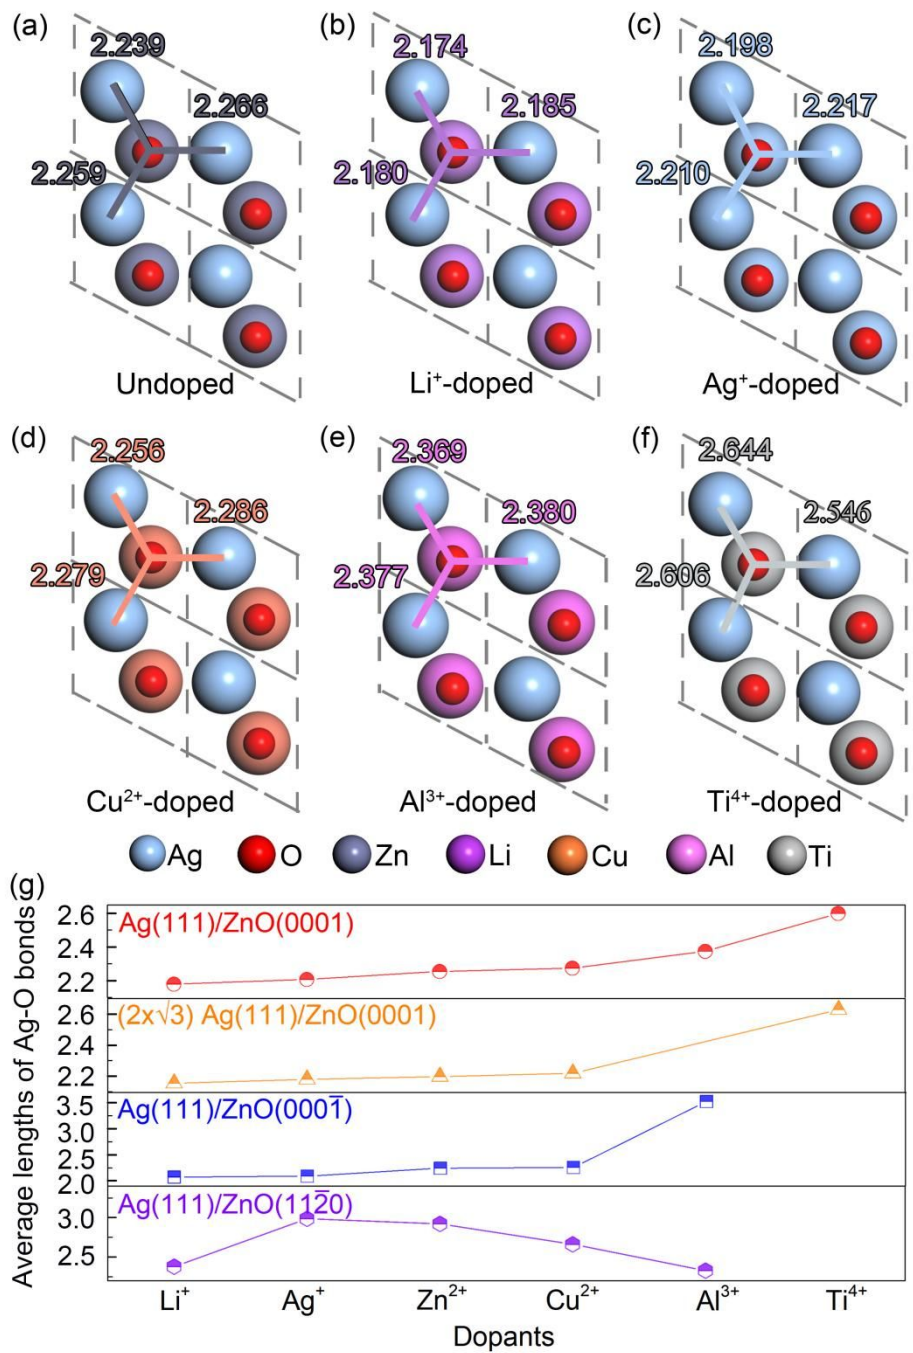 (a)
2.239
2.266
2.259
Undoped
(b)
2.174
2.185
2.180
Li⁺-doped
(c)
2.198
2.217
2.210
Ag⁺-doped
(d)
2.256
2.286
2.279
Cu²⁺-doped
(e)
2.369
2.380
2.377
Al³⁺-doped
(f)
2.644
2.546
2.606
Ti⁴⁺-doped
Ag O Zn Li Cu Al Ti
(g)
Average lengths of Ag-O bonds
2.6
2.4
2.2
Ag(111)/ZnO(0001)
2.6
2.4
2.2
(2x√3) Ag(111)/ZnO(0001)
3.5
3.0
2.5
2.0
Ag(111)/ZnO(0001̅)
3.0
2.5
Ag(111)/ZnO(112̅0)
Li⁺ Ag⁺ Zn²⁺ Cu²⁺ Al³⁺ Ti⁴⁺
Dopants